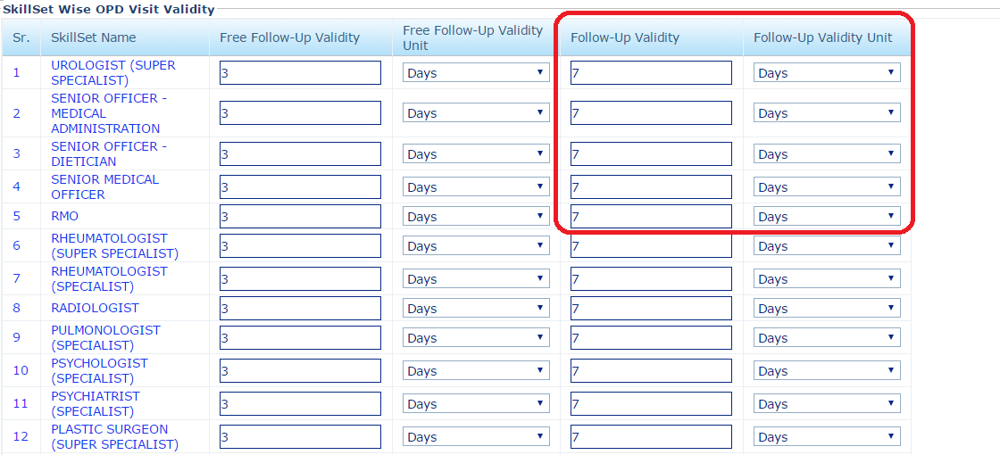 SkillSet Wise OPD Visit Validity
Sr. SkillSet Name Free Follow-Up Validity Free Follow-Up Validity Unit Follow-Up Validity Follow-Up Validity Unit
1 UROLOGIST (SUPER SPECIALIST) 3 Days 7 Days
2 SENIOR OFFICER - MEDICAL ADMINISTRATION 3 Days 7 Days
3 SENIOR OFFICER - DIETICIAN 3 Days 7 Days
4 SENIOR MEDICAL OFFICER 3 Days 7 Days
5 RMO 3 Days 7 Days
6 RHEUMATOLOGIST (SUPER SPECIALIST) 3 Days 7 Days
7 RHEUMATOLOGIST (SPECIALIST) 3 Days 7 Days
8 RADIOLOGIST 3 Days 7 Days
9 PULMONOLOGIST (SPECIALIST) 3 Days 7 Days
10 PSYCHOLOGIST (SPECIALIST) 3 Days 7 Days
11 PSYCHIATRIST (SPECIALIST) 3 Days 7 Days
12 PLASTIC SURGEON (SUPER SPECIALIST) 3 Days 7 Days